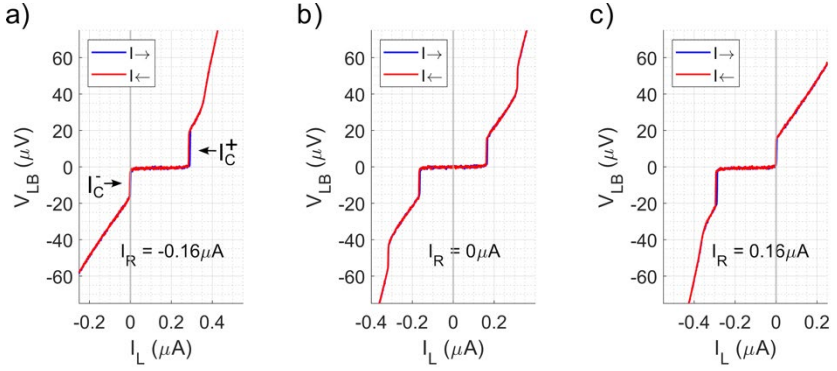 a)
60
40
20
0
-20
-40
-60
V_LB (μV)
I→
I←
I_C^-→
←I_C^+
I_R = -0.16μA
-0.2 0 0.2 0.4
I_L (μA)
b)
60
40
20
0
-20
-40
-60
V_LB (μV)
I→
I←
I_R = 0μA
-0.4 -0.2 0 0.2 0.4
I_L (μA)
c)
60
40
20
0
-20
-40
-60
V_LB (μV)
I→
I←
I_R = 0.16μA
-0.4 -0.2 0 0.2
I_L (μA)